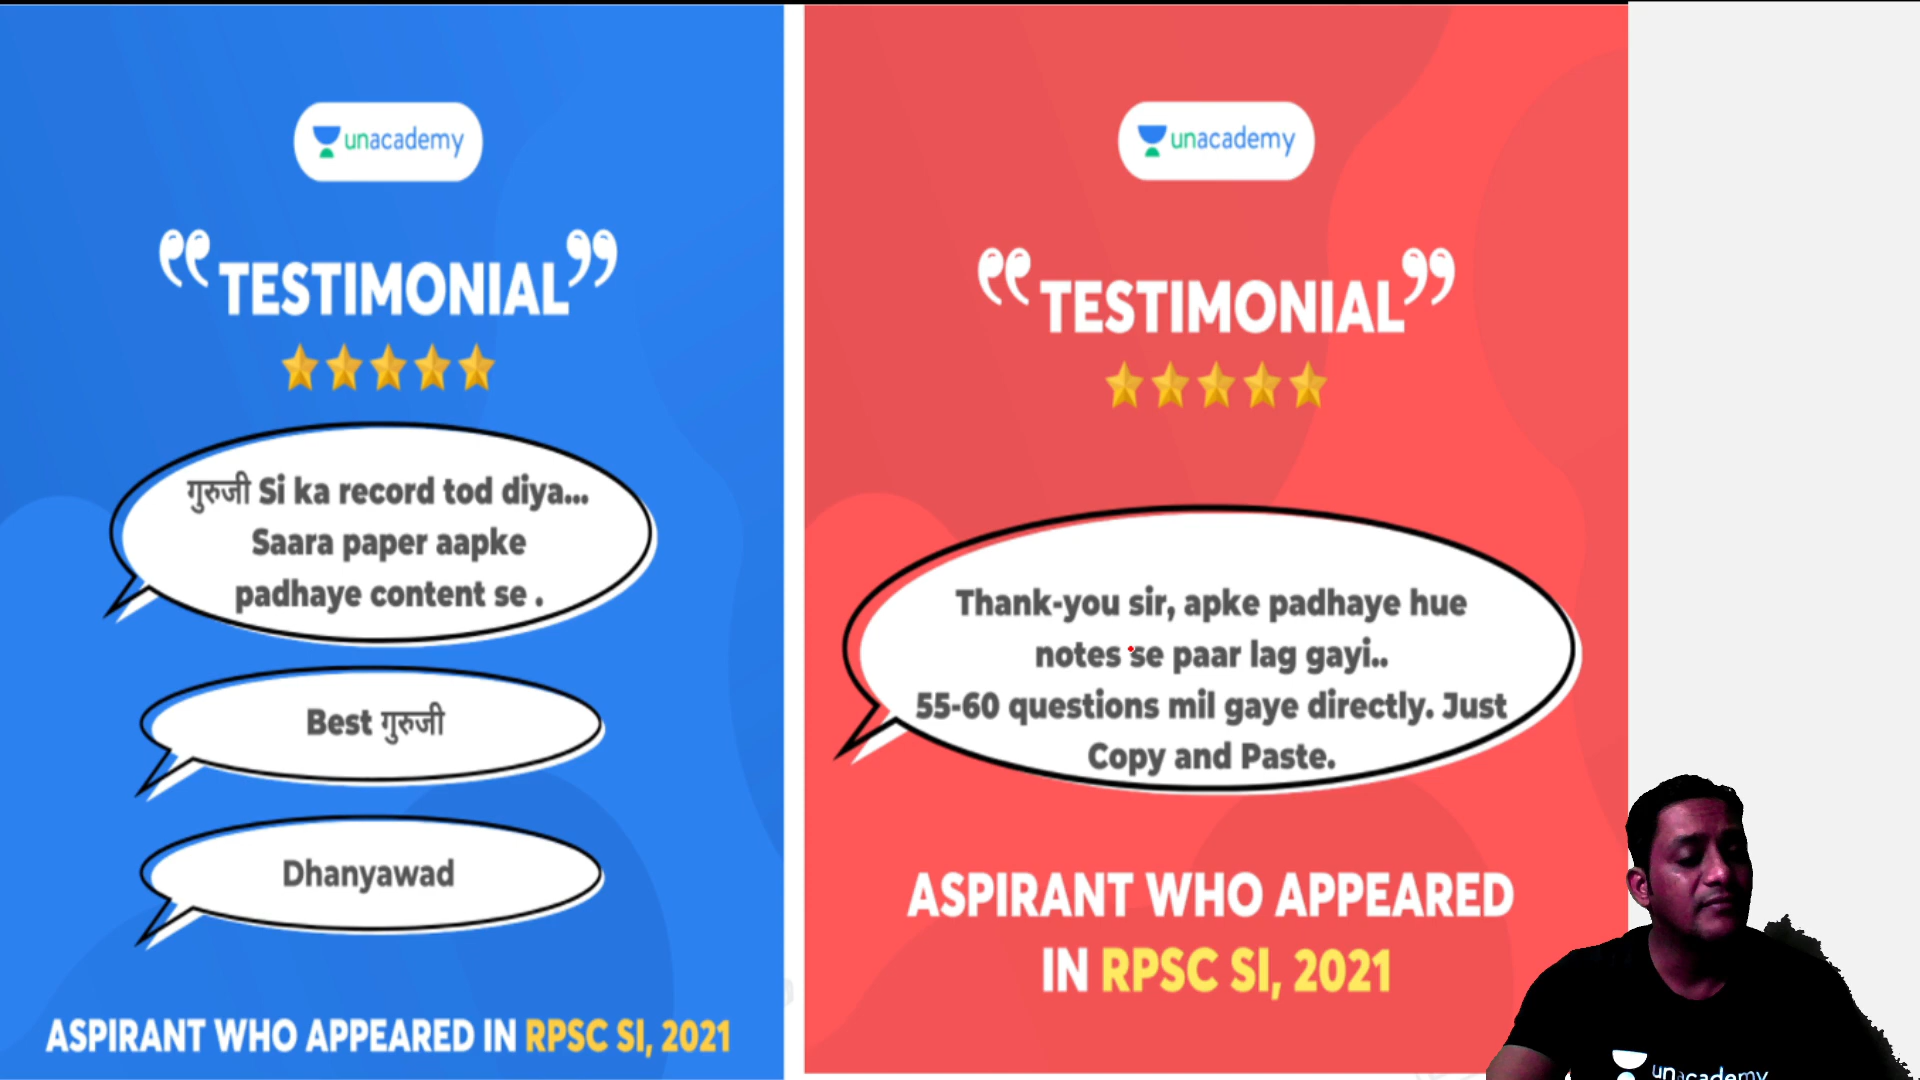 unacademy
“TESTIMONIAL”
गुरुजी Si ka record tod diya...
Saara paper aapke
padhaye content se .
Best गुरुजी
Dhanyawad
ASPIRANT WHO APPEARED IN RPSC SI, 2021
unacademy
“TESTIMONIAL”
Thank-you sir, apke padhaye hue
notes se paar lag gayi..
55-60 questions mil gaye directly. Just
Copy and Paste.
ASPIRANT WHO APPEARED
IN RPSC SI, 2021
unacademy